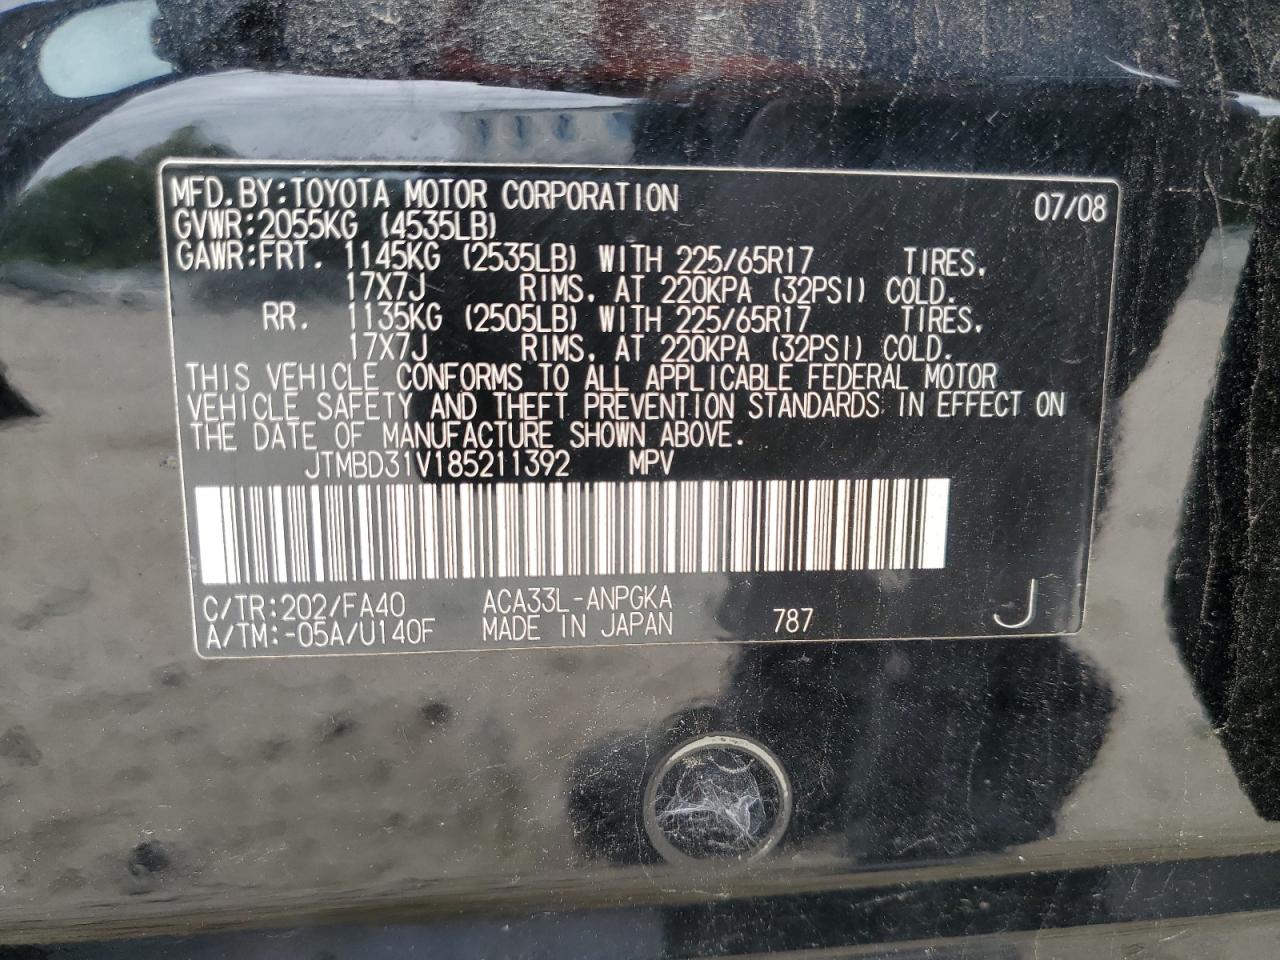 MFD.BY:TOYOTA MOTOR CORPORATION 07/08
GVWR:2055KG (4535LB)
GAWR:FRT. 1145KG (2535LB) WITH 225/65R17 TIRES,
17X7J RIMS, AT 220KPA (32PSI) COLD.
RR. 1135KG (2505LB) WITH 225/65R17 TIRES,
17X7J RIMS, AT 220KPA (32PSI) COLD.
THIS VEHICLE CONFORMS TO ALL APPLICABLE FEDERAL MOTOR
VEHICLE SAFETY AND THEFT PREVENTION STANDARDS IN EFFECT ON
THE DATE OF MANUFACTURE SHOWN ABOVE.
JTMBD31V185211392 MPV
C/TR:202/FA40 ACA33L-ANPGKA
A/TM:-05A/U140F MADE IN JAPAN 787 J